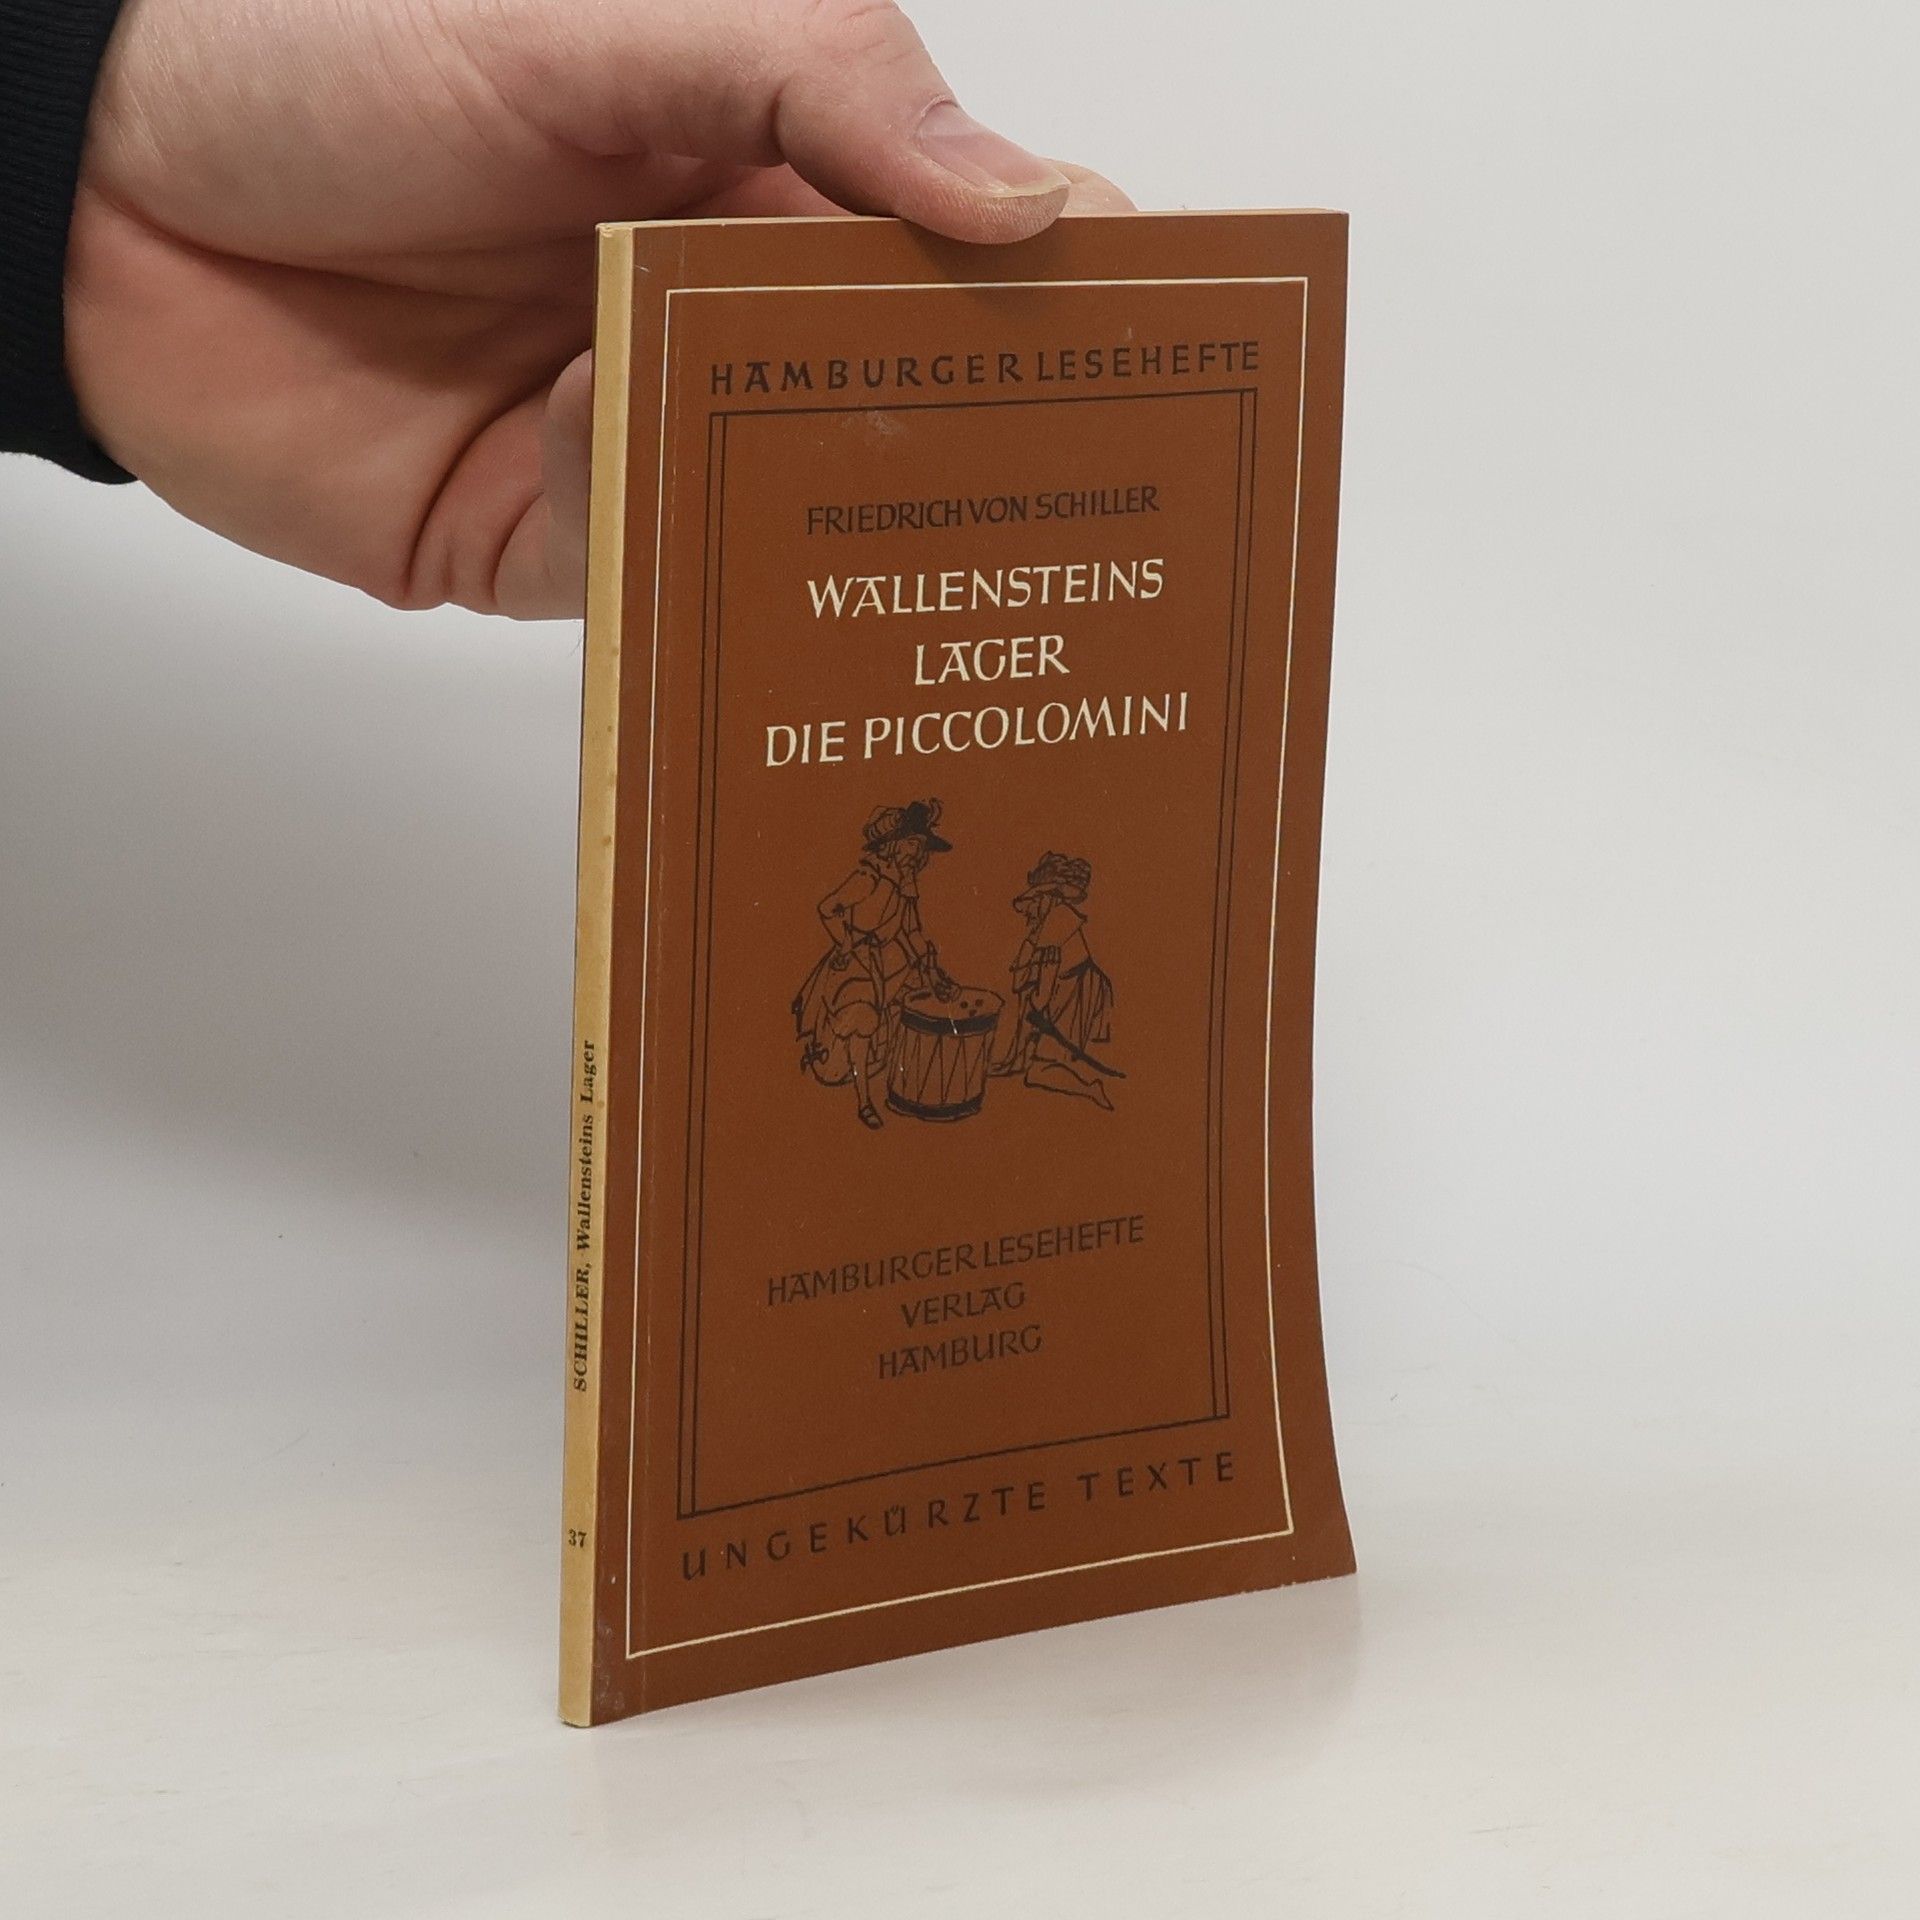 HAMBURGER LESEHEFTE
FRIEDRICH VON SCHILLER
WALLENSTEINS
LAGER
DIE PICCOLOMINI
HAMBURGER LESEHEFTE
VERLAG
HAMBURG
UNGEKÜRZTE TEXTE
SCHILLER, Wallensteins Lager
37